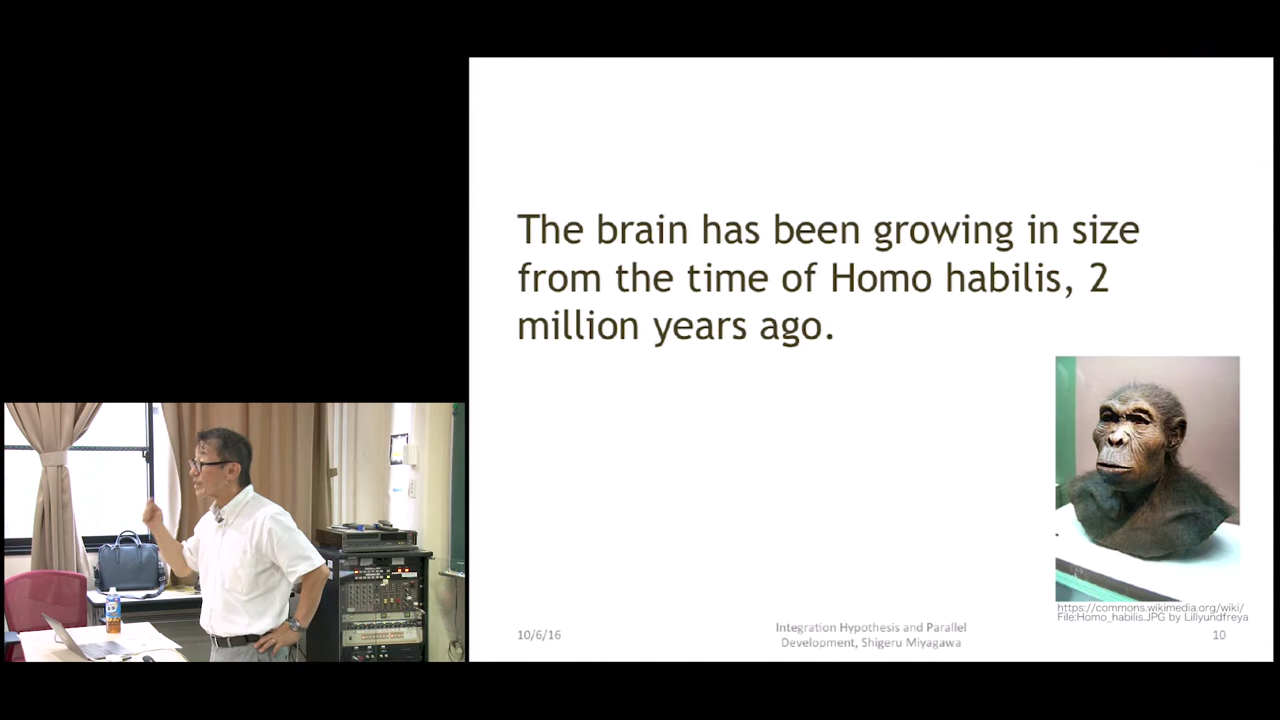 The brain has been growing in size
from the time of Homo habilis, 2
million years ago.
https://commons.wikimedia.org/wiki/
File:Homo_habilis.JPG by Lillyundfreya
10/6/16
Integration Hypothesis and Parallel
Development, Shigeru Miyagawa
10